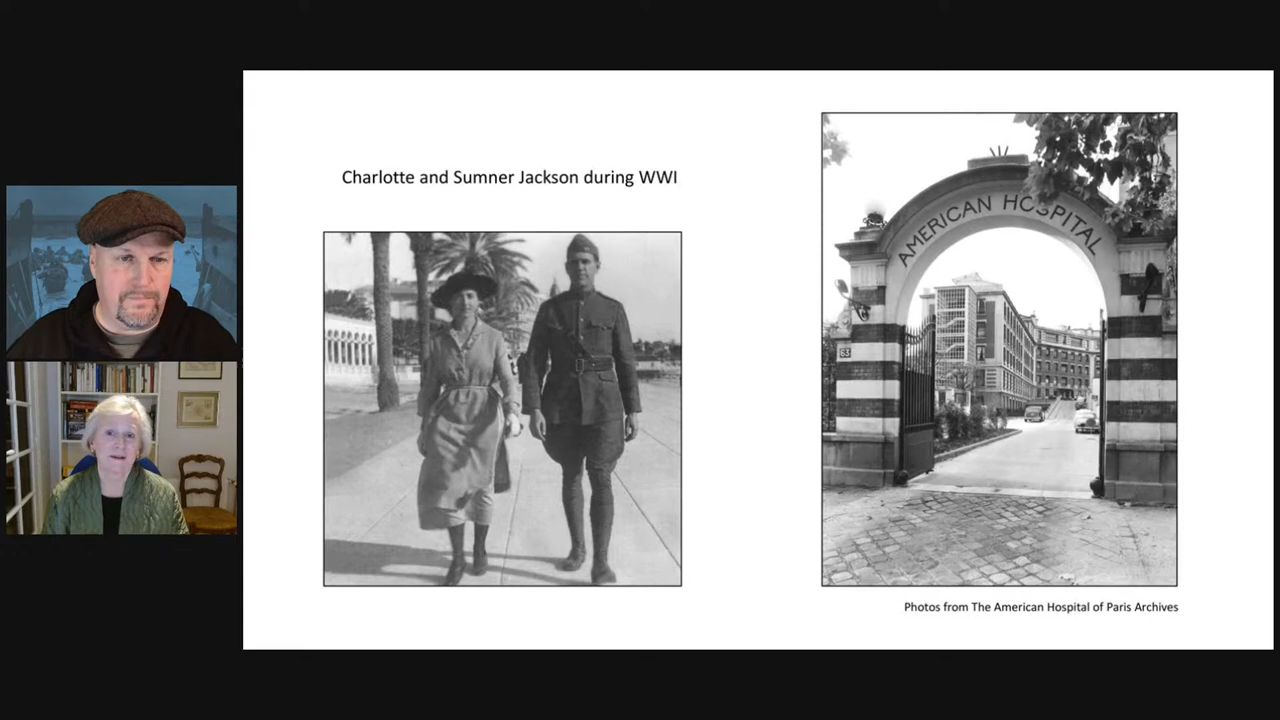 Charlotte and Sumner Jackson during WWI
AMERICAN HOSPITAL
63
Photos from The American Hospital of Paris Archives